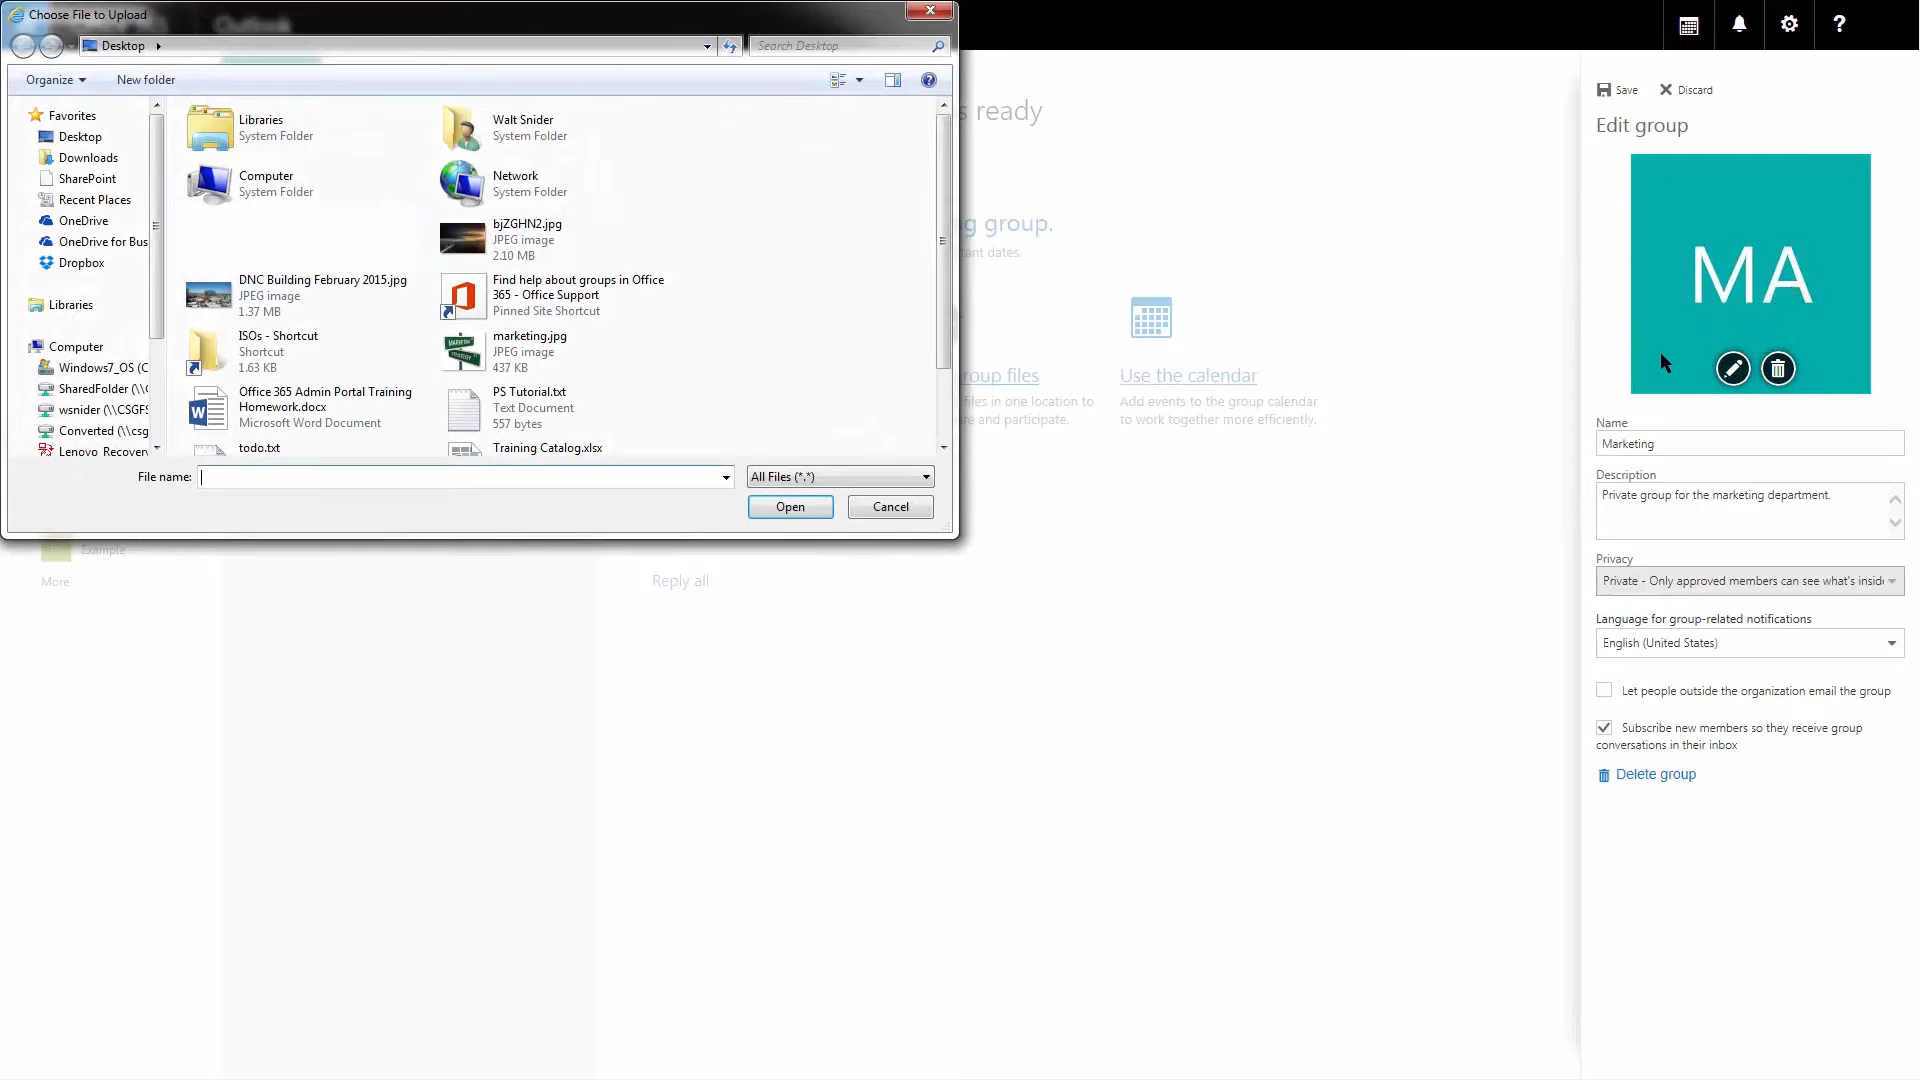 Choose File to Upload
Outlook
Desktop
Search Desktop
Organize
New folder
Favorites
Desktop
Downloads
SharePoint
Recent Places
OneDrive
OneDrive for Bus
Dropbox
Libraries
Computer
Windows7_OS (C
SharedFolder (\\C
wsnider (\\CSGFS
Converted (\\csg
Lenovo Recover
Libraries
System Folder
Walt Snider
System Folder
Computer
System Folder
Network
System Folder
bjZGHN2.jpg
JPEG image
2.10 MB
DNC Building February 2015.jpg
JPEG image
1.37 MB
Find help about groups in Office
365 - Office Support
Pinned Site Shortcut
ISOs - Shortcut
Shortcut
1.63 KB
marketing.jpg
JPEG image
437 KB
Office 365 Admin Portal Training
Homework.docx
Microsoft Word Document
PS Tutorial.txt
Text Document
557 bytes
todo.txt
Training Catalog.xlsx
File name:
All Files (*.*)
Open
Cancel
Example
More
Reply all
s ready
g group.
tant dates.
roup files
files in one location to
re and participate.
Use the calendar
Add events to the group calendar
to work together more efficiently.
?
Save
Discard
Edit group
MA
Name
Marketing
Description
Private group for the marketing department.
Privacy
Private - Only approved members can see what's insid
Language for group-related notifications
English (United States)
Let people outside the organization email the group
Subscribe new members so they receive group
conversations in their inbox
Delete group